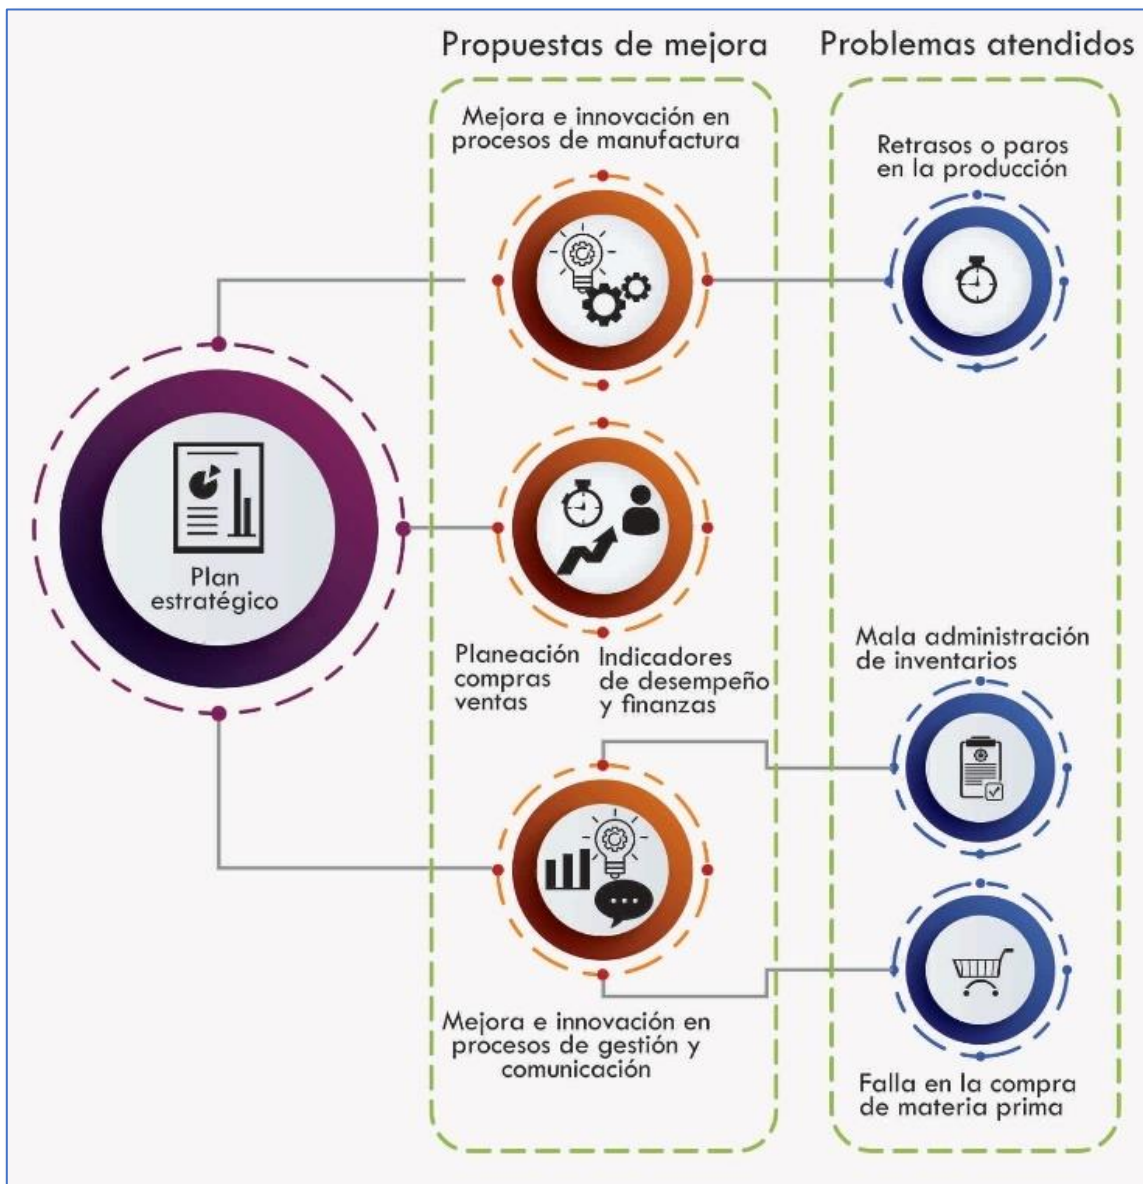 Propuestas de mejora
Problemas atendidos
Mejora e innovación en
procesos de manufactura
Retrasos o paros
en la producción
Plan
estratégico
Planeación
compras
ventas
Indicadores
de desempeño
y finanzas
Mala administración
de inventarios
Mejora e innovación en
procesos de gestión y
comunicación
Falla en la compra
de materia prima